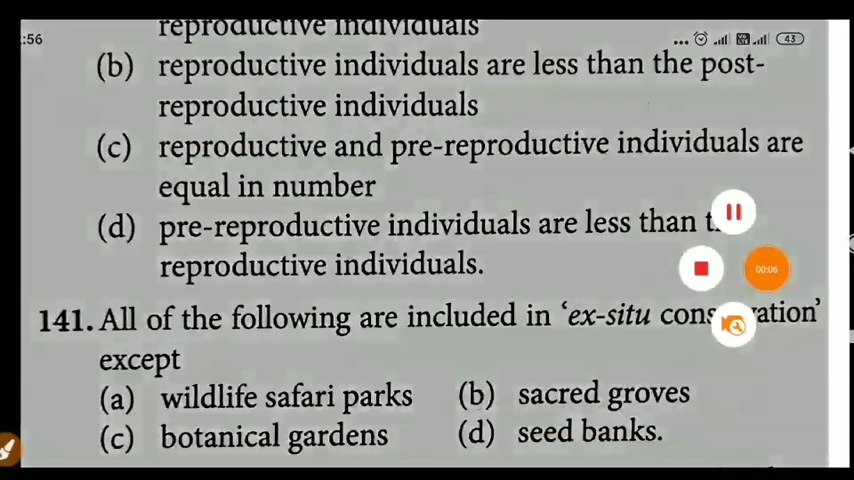 :56
43
reproductive individuals
(b) reproductive individuals are less than the post-
reproductive individuals
(c) reproductive and pre-reproductive individuals are
equal in number
(d) pre-reproductive individuals are less than
reproductive individuals.
00:06
141. All of the following are included in ‘ex-situ
except
(a) wildlife safari parks (b) sacred groves
(c) botanical gardens (d) seed banks.